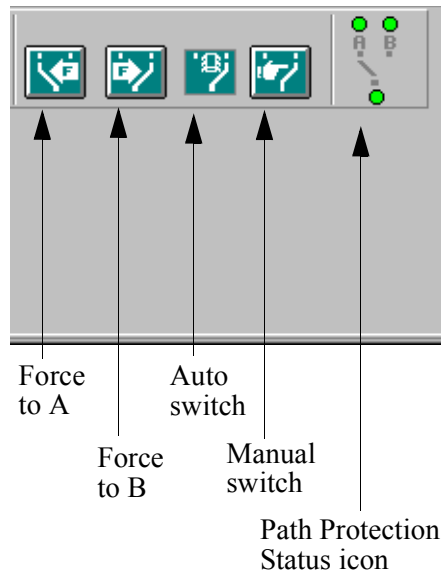 F
F
A B
Force
to A
Auto
switch
Force
to B
Manual
switch
Path Protection
Status icon